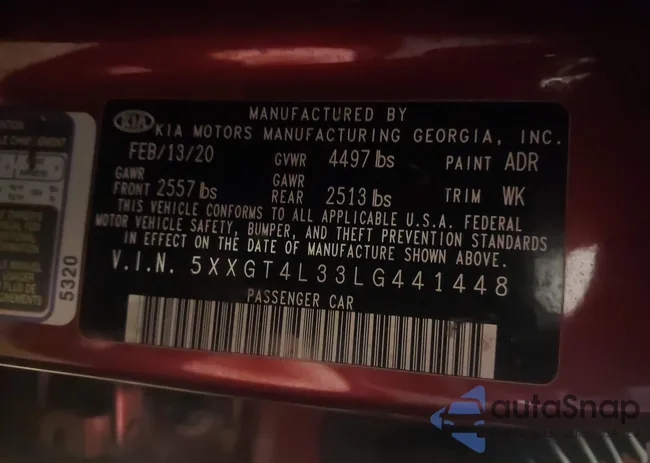 MANUFACTURED BY
KIA KIA MOTORS MANUFACTURING GEORGIA, INC.
FEB/13/20 GVWR 4497 lbs PAINT ADR
GAWR FRONT 2557 lbs GAWR REAR 2513 lbs TRIM WK
THIS VEHICLE CONFORMS TO ALL APPLICABLE U.S.A. FEDERAL
MOTOR VEHICLE SAFETY, BUMPER, AND THEFT PREVENTION STANDARDS
IN EFFECT ON THE DATE OF MANUFACTURE SHOWN ABOVE.
V.I.N. 5XXGT4L33LG441448
PASSENGER CAR
5320
autaSnap